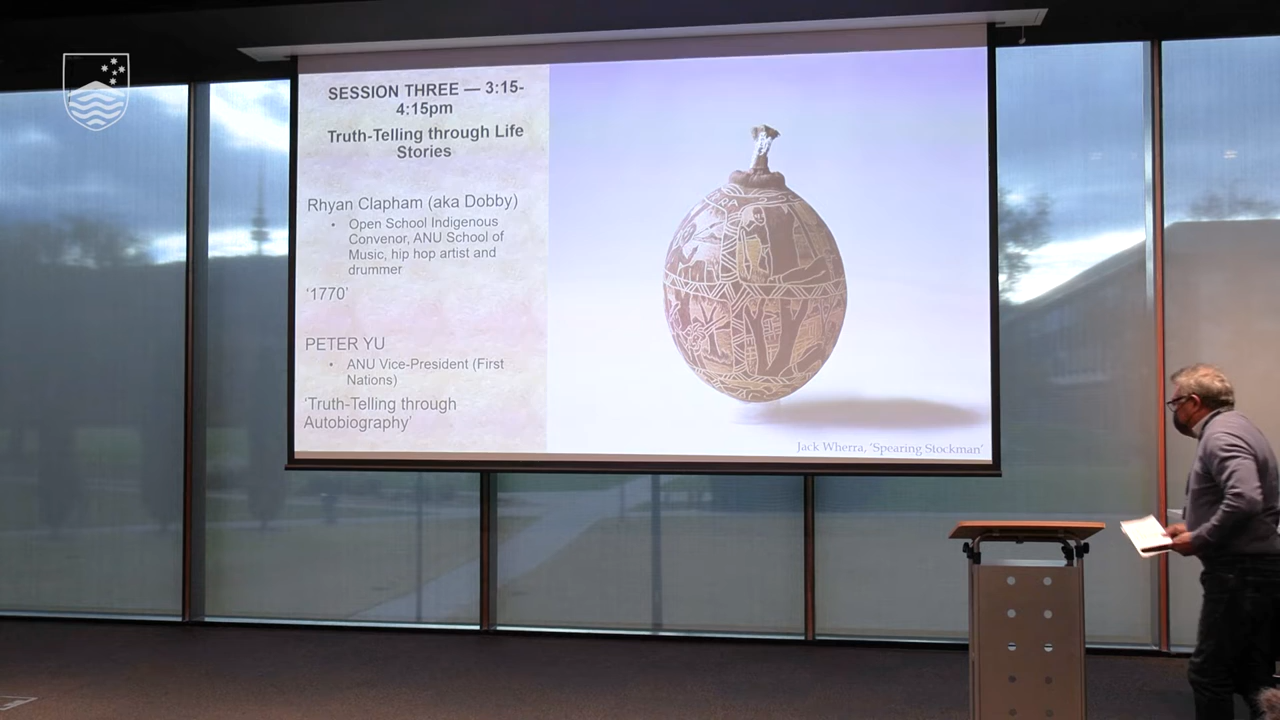 SESSION THREE — 3:15-
4:15pm
Truth-Telling through Life
Stories
Rhyan Clapham (aka Dobby)
• Open School Indigenous
Convenor, ANU School of
Music, hip hop artist and
drummer
‘1770’
PETER YU
• ANU Vice-President (First
Nations)
‘Truth-Telling through
Autobiography’
Jack Wherra, ‘Spearing Stockman’